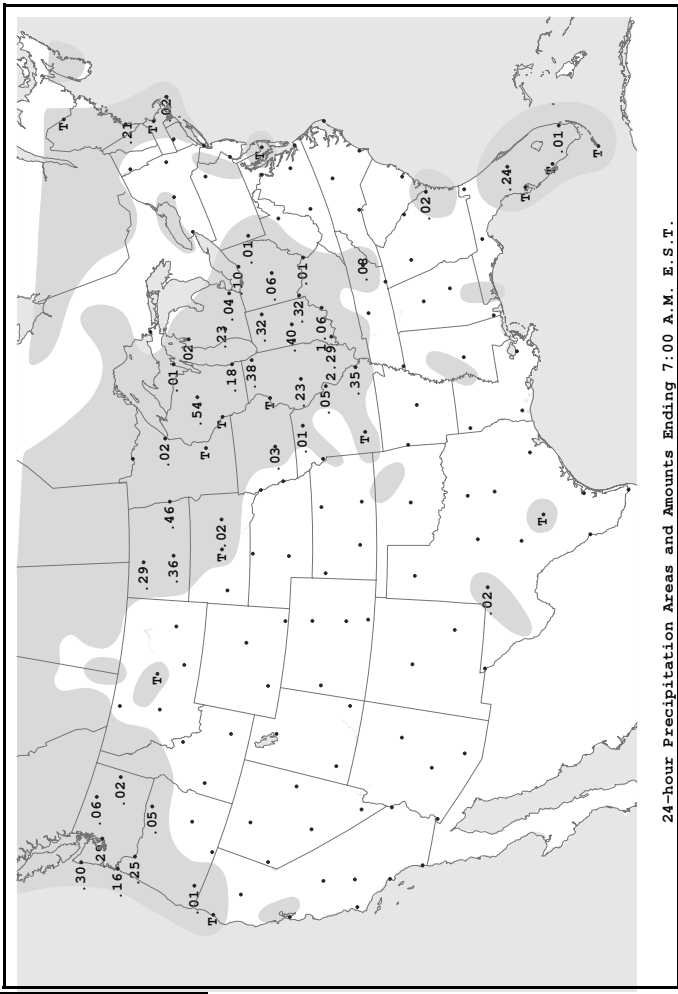 T
.30
.06
.29
.16
.02
.21
.25
.29
.05
T
T
.02
.02
.46
.36
.01
.02
.01
.54
T
T
T
.02
T
.23
.04
.18
.10
.01
.38
T
.32
T
.06
.03
.40
.32
.23
.01
.01
1.06
.05
2.29
.35
.08
T
.02
.02
.24
T
T
T
.01
T
24-hour Precipitation Areas and Amounts Ending 7:00 A.M. E.S.T.